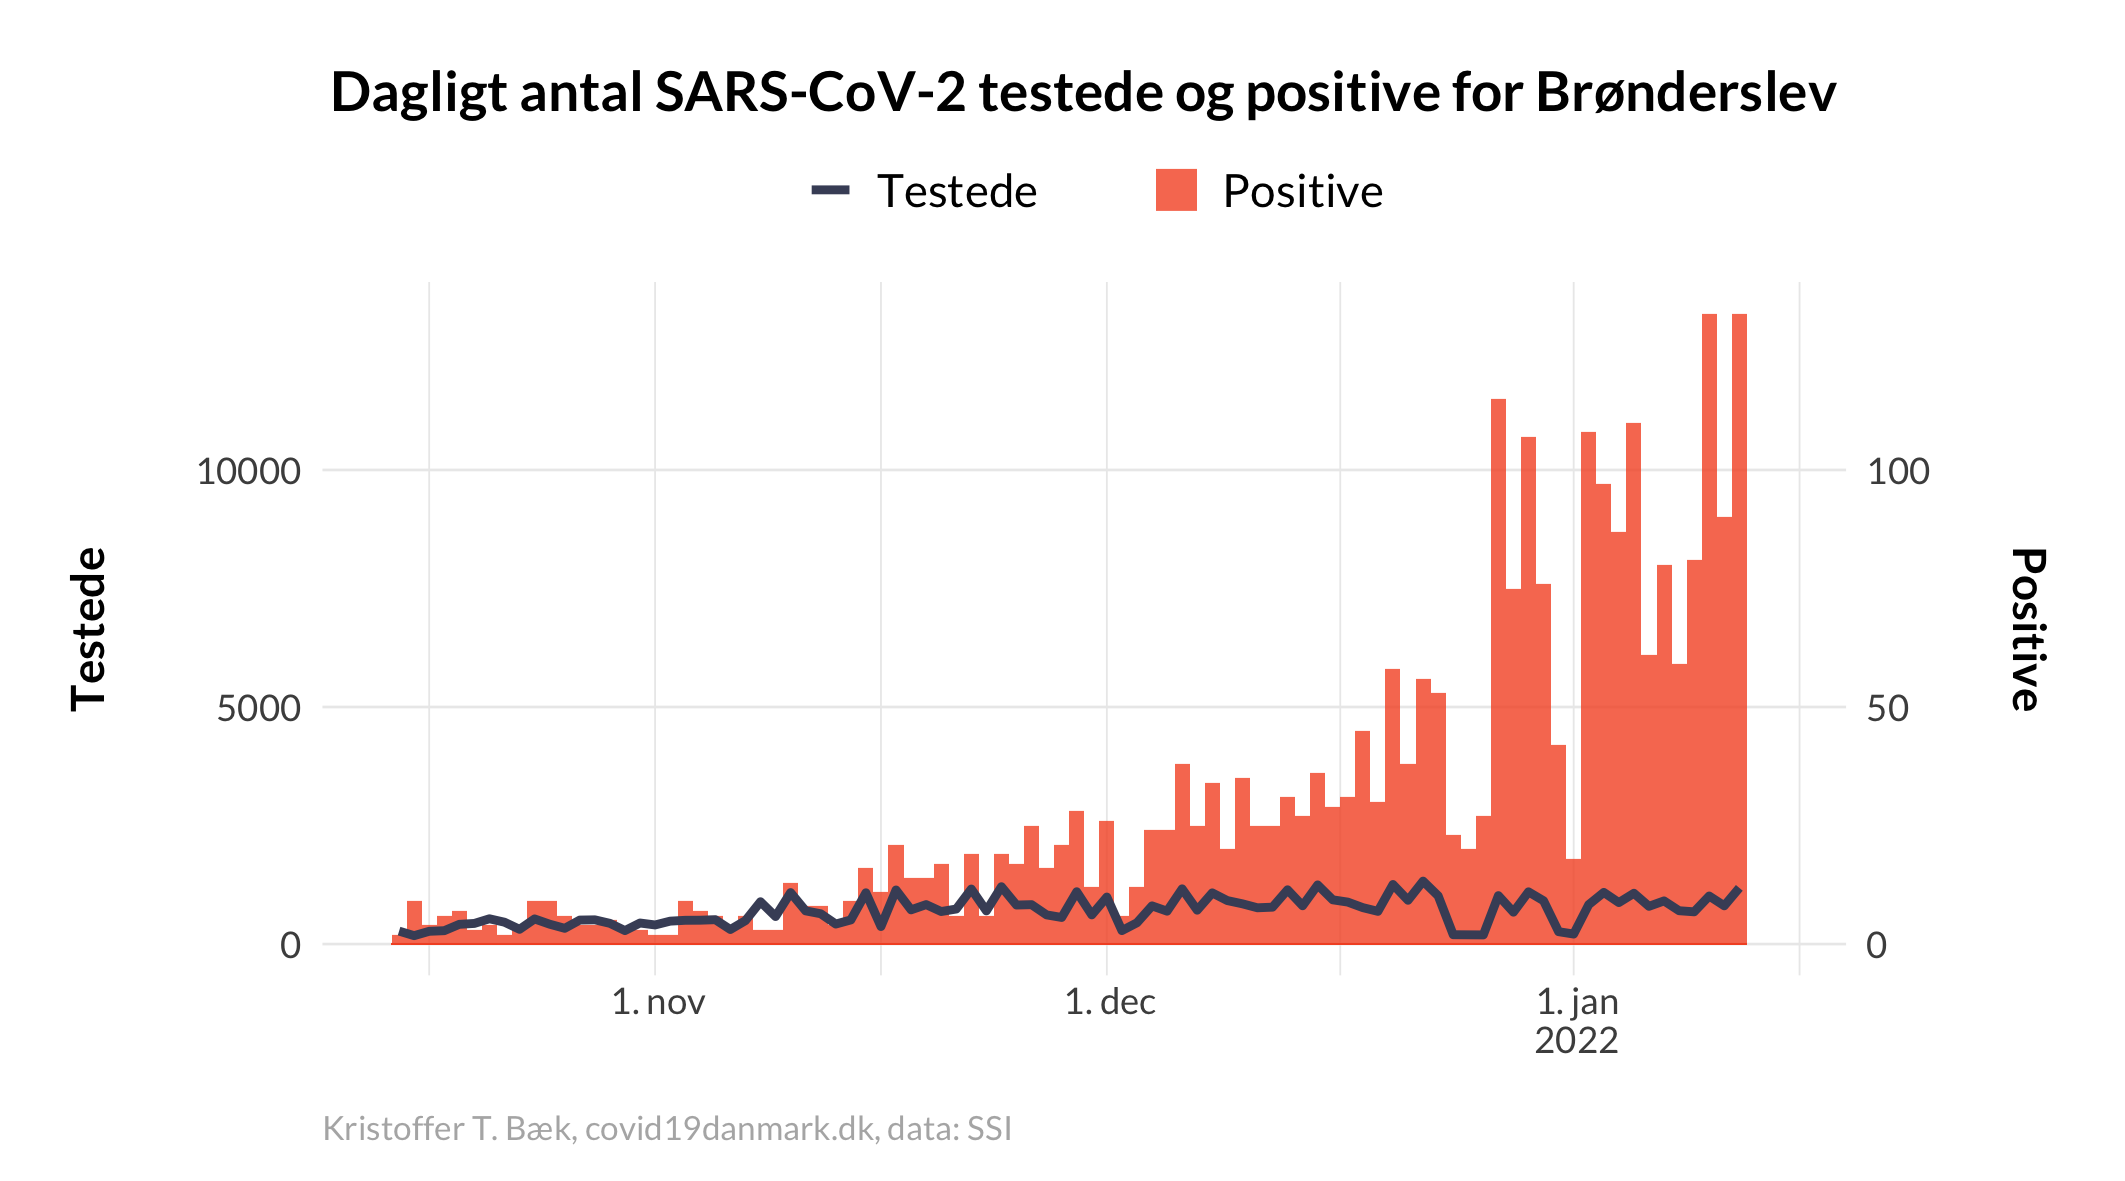 Dagligt antal SARS-CoV-2 testede og positive for Brønderslev
Testede
Positive
10000
5000
0
100
50
0
Testede
Positive
1. nov
1. dec
1. jan
2022
Kristoffer T. Bæk, covid19danmark.dk, data: SSI